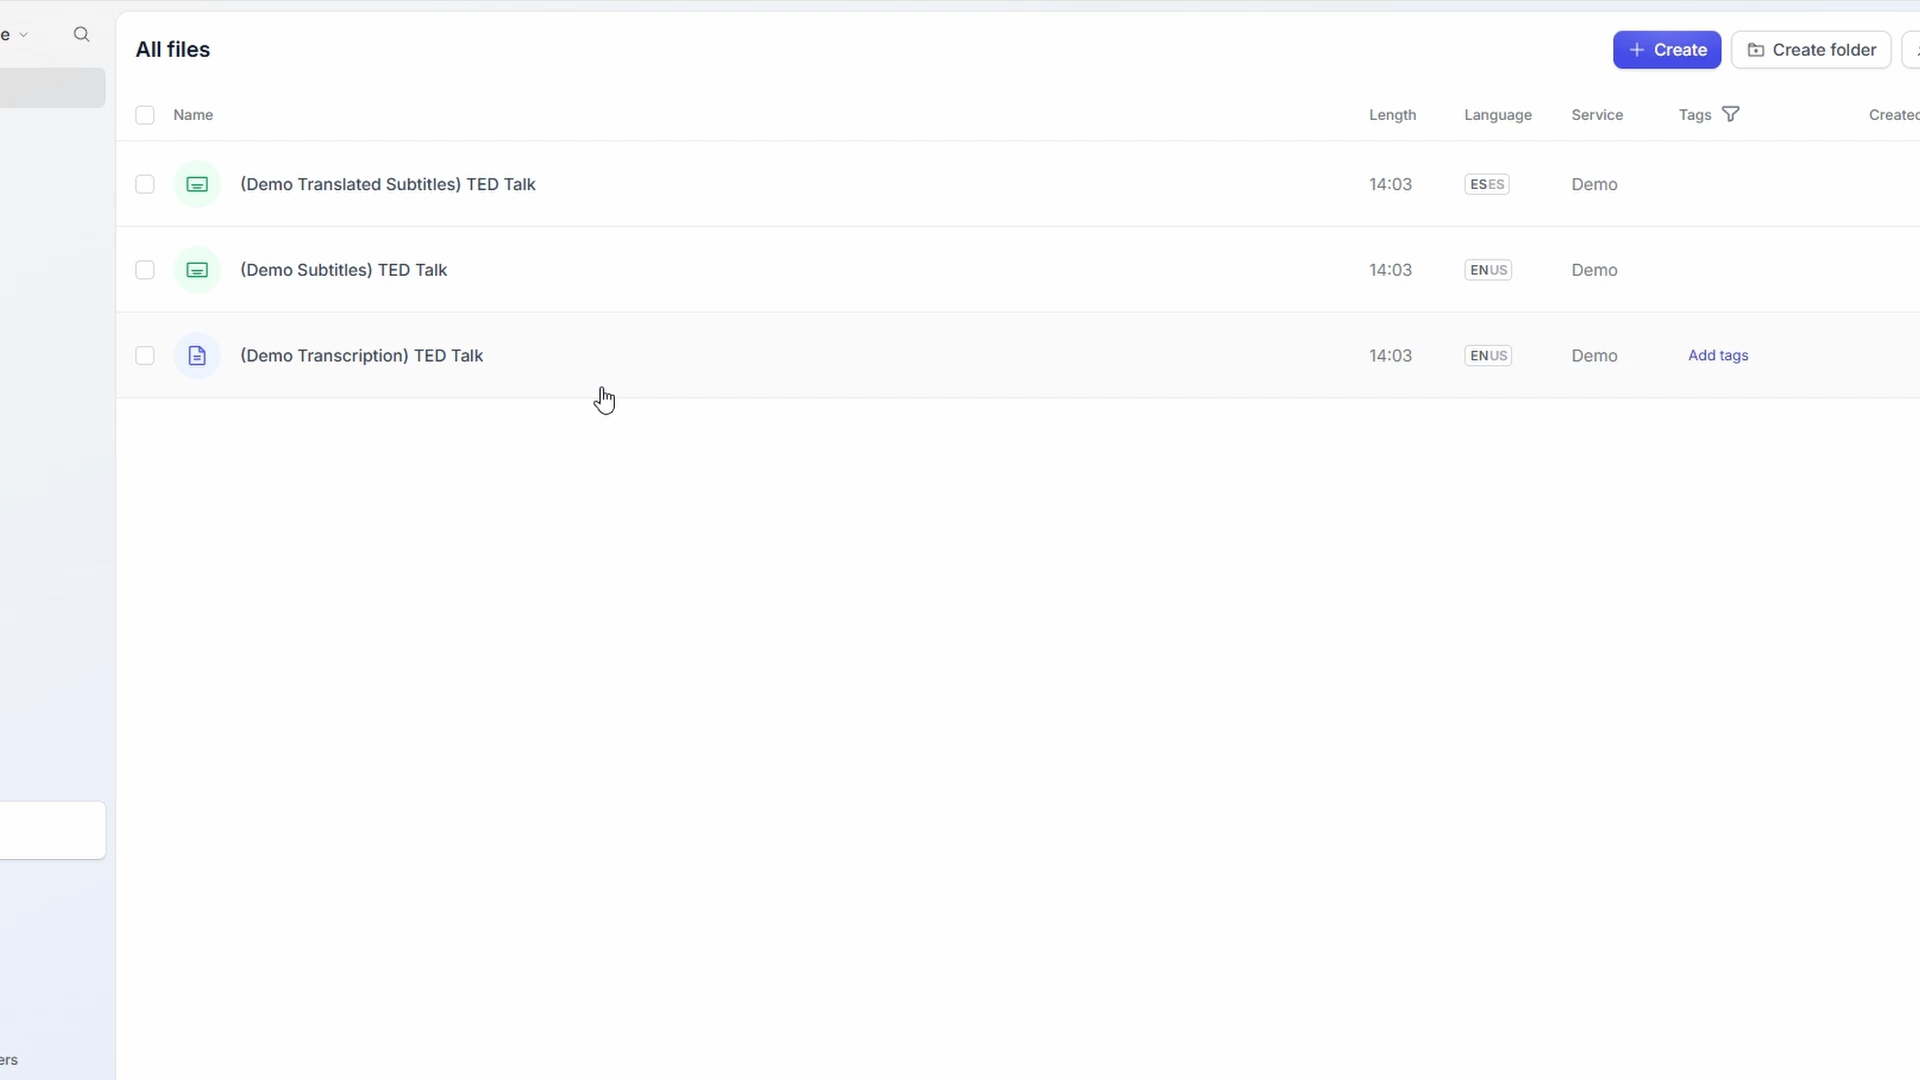 All files
Create
Create folder
Name
Length
Language
Service
Tags
Created
(Demo Translated Subtitles) TED Talk
14:03
ESES
Demo
(Demo Subtitles) TED Talk
14:03
ENUS
Demo
(Demo Transcription) TED Talk
14:03
ENUS
Demo
Add tags